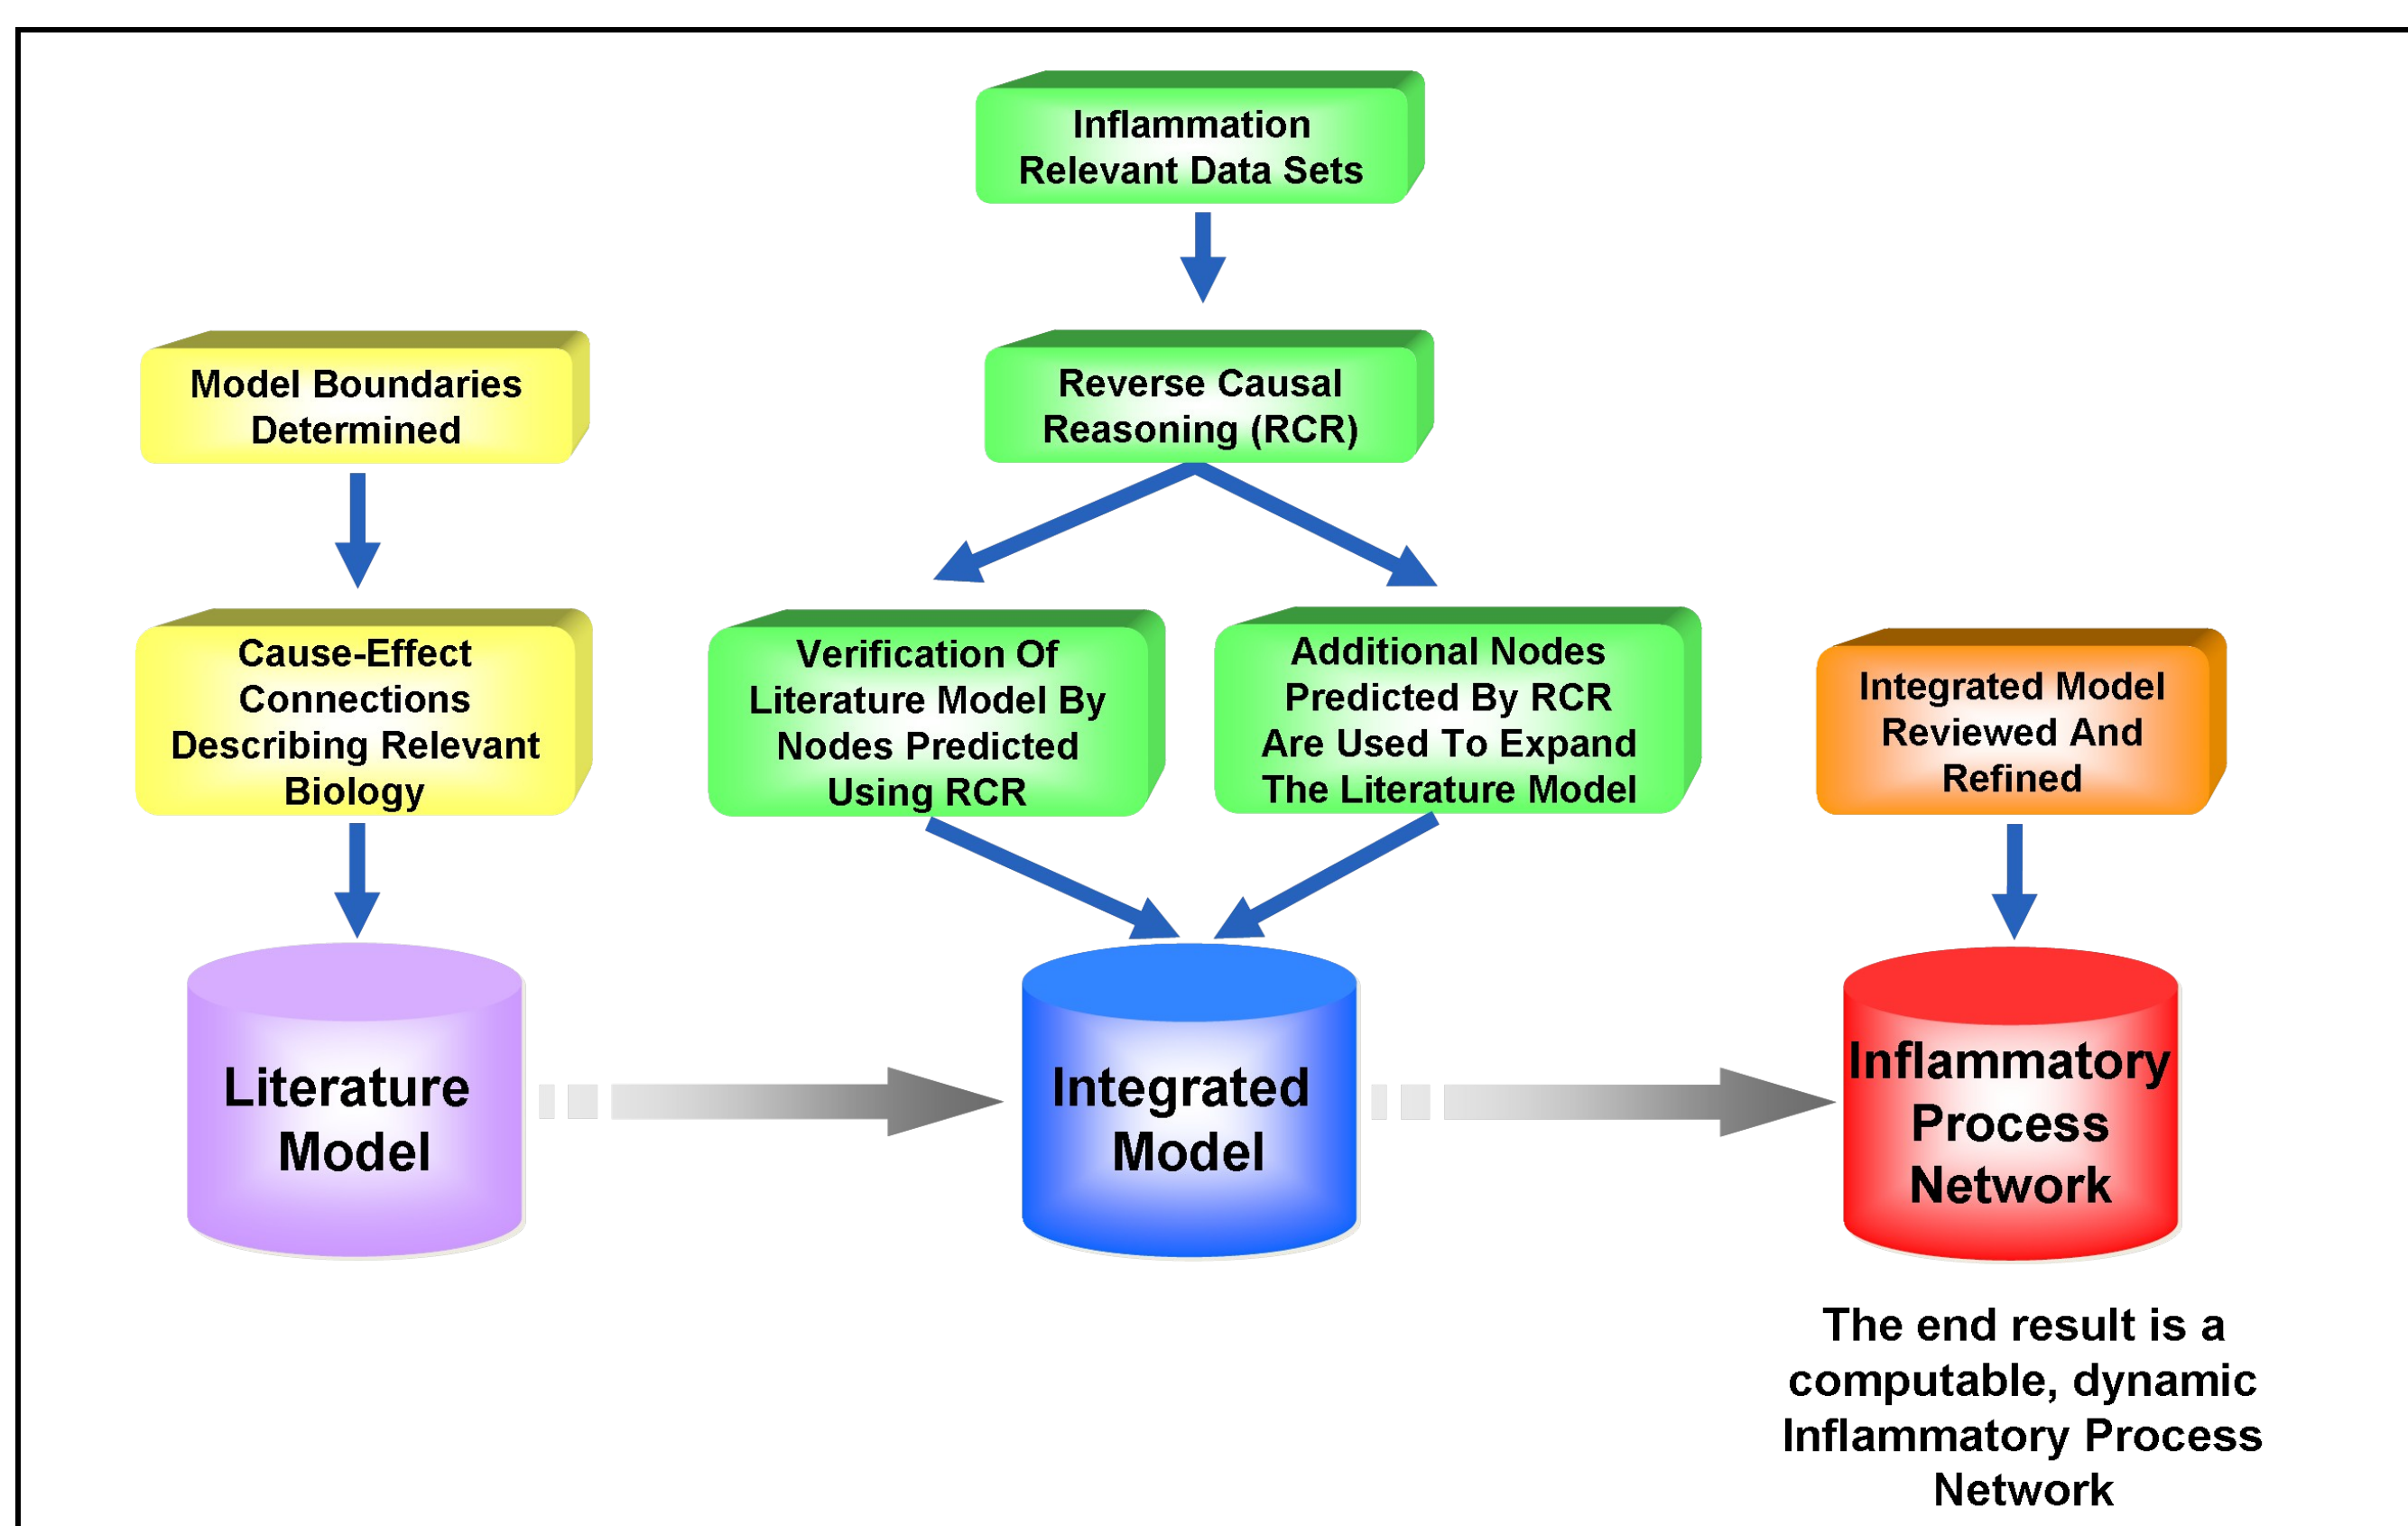 Inflammation
Relevant Data Sets
Model Boundaries
Determined
Reverse Causal
Reasoning (RCR)
Cause-Effect
Connections
Describing Relevant
Biology
Verification Of
Literature Model By
Nodes Predicted
Using RCR
Additional Nodes
Predicted By RCR
Are Used To Expand
The Literature Model
Integrated Model
Reviewed And
Refined
Literature
Model
Integrated
Model
Inflammatory
Process
Network
The end result is a
computable, dynamic
Inflammatory Process
Network